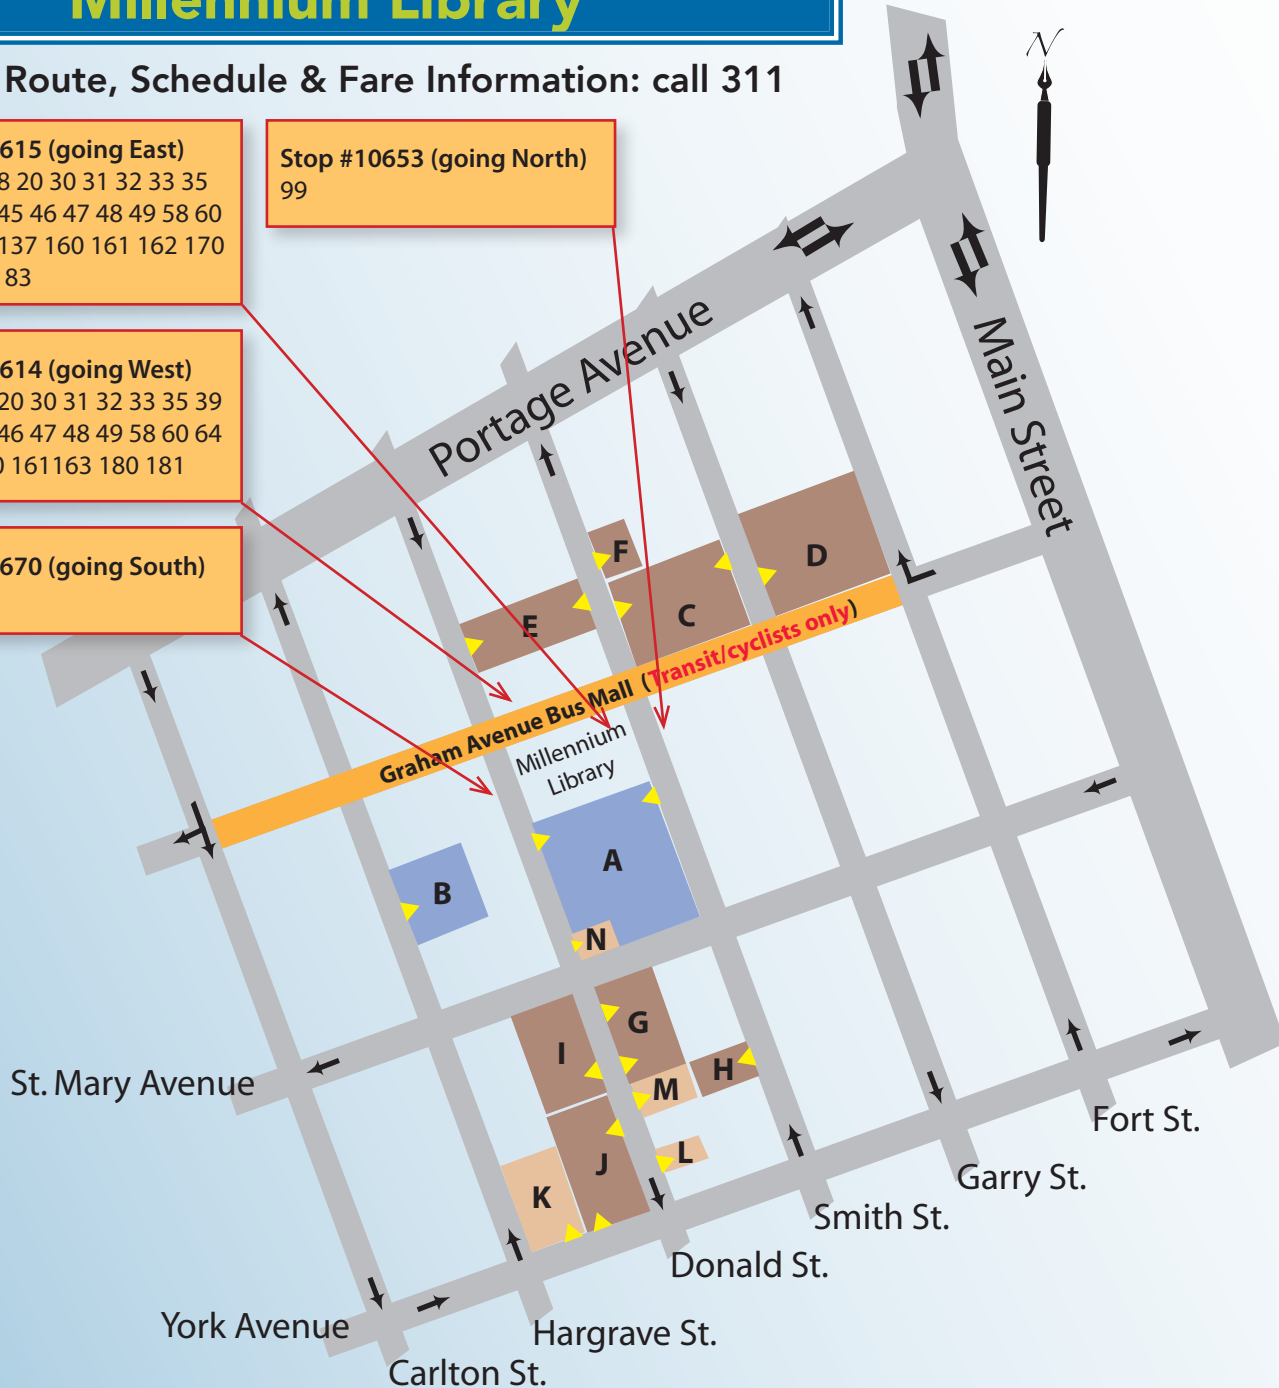 Millennium Library
Route, Schedule & Fare Information: call 311
615 (going East)
8 20 30 31 32 33 35
45 46 47 48 49 58 60
137 160 161 162 170
83
Stop #10653 (going North)
99
614 (going West)
20 30 31 32 33 35 39
46 47 48 49 58 60 64
161163 180 181
670 (going South)
N
Portage Avenue
Main Street
F
D
E
C
Graham Avenue Bus Mall (Transit/cyclists only)
Millennium
Library
A
B
N
G
I
H
M
St. Mary Avenue
L
J
K
Fort St.
Garry St.
Smith St.
Donald St.
York Avenue
Hargrave St.
Carlton St.